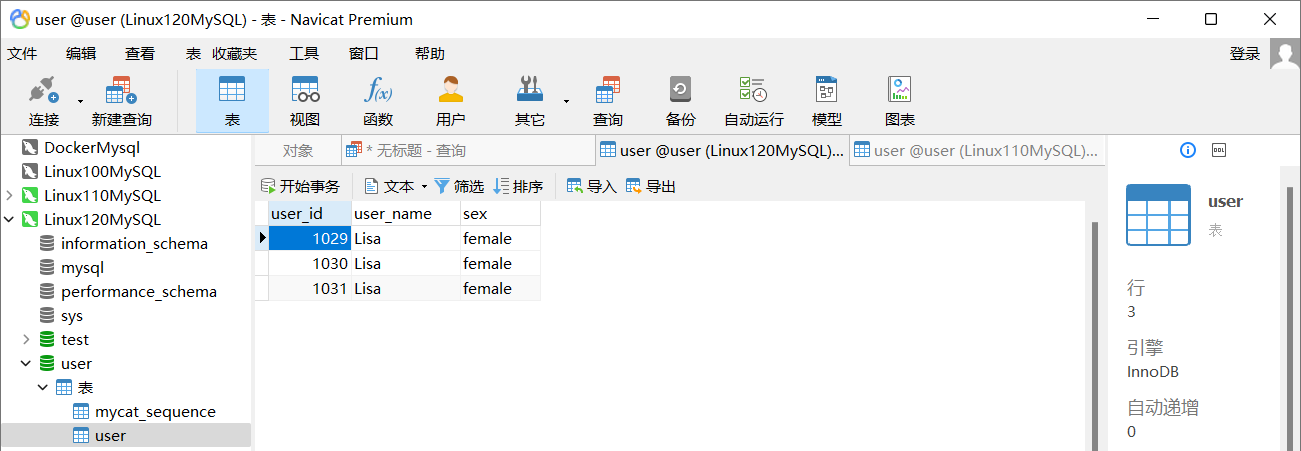 user @user (Linux120MySQL) - 表 - Navicat Premium
文件 编辑 查看 表 收藏夹 工具 窗口 帮助 登录
连接 新建查询 表 视图 f(x) 函数 用户 其它 查询 备份 自动运行 模型 图表
DockerMysql
Linux100MySQL
Linux110MySQL
Linux120MySQL
information_schema
mysql
performance_schema
sys
test
user
表
mycat_sequence
user
对象 * 无标题 - 查询 user @user (Linux120MySQL)... user @user (Linux110MySQL)...
开始事务 文本 筛选 排序 导入 导出
user_id user_name sex
1029 Lisa female
1030 Lisa female
1031 Lisa female
DDL
user
表
行
3
引擎
InnoDB
自动递增
0